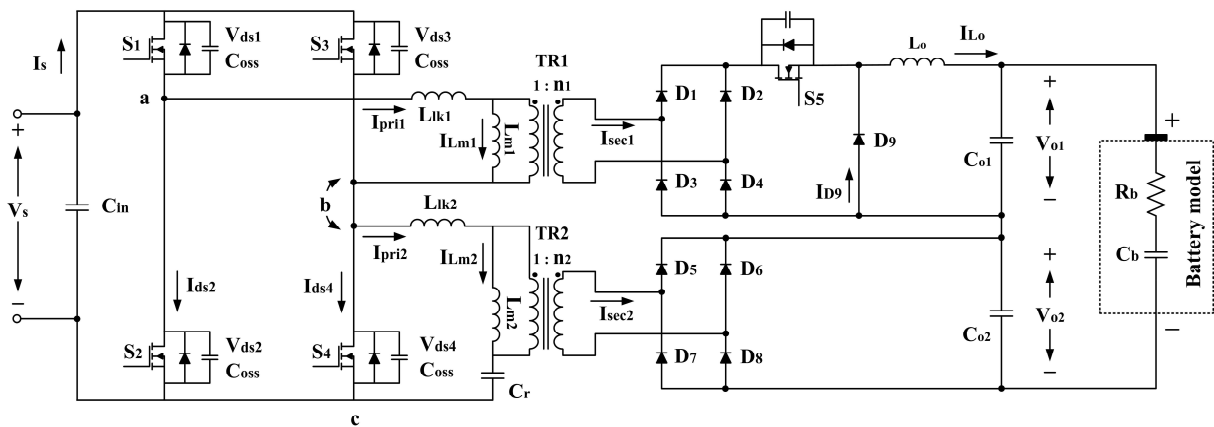 Is
S1
Vds1
Coss
S3
Vds3
Coss
a
Ipri1
Llk1
ILm1
Lm1
TR1
1 : n1
Isec1
D1
D2
D3
D4
S5
D9
ID9
Lo
ILo
Co1
+
Vo1
−
+
Rb
Cb
Battery model
−
+
Vs
−
Cin
b
Llk2
Ipri2
ILm2
Lm2
TR2
1 : n2
Isec2
D5
D6
D7
D8
Co2
+
Vo2
−
Ids2
Ids4
S2
Vds2
Coss
S4
Vds4
Coss
Cr
c